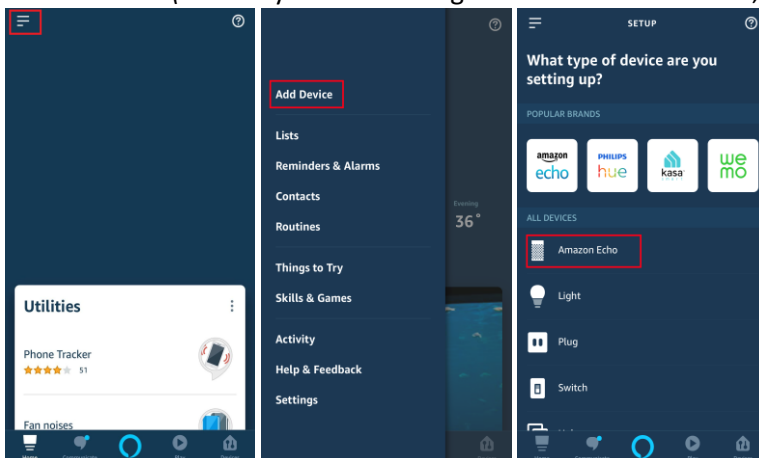 Utilities
Phone Tracker
51
Fan noises
Home
Add Device
Lists
Reminders & Alarms
Contacts
Routines
Things to Try
Skills & Games
Activity
Help & Feedback
Settings
Evening
36°
SETUP
What type of device are you
setting up?
POPULAR BRANDS
amazon
echo
PHILIPS
hue
kasa
we
mo
ALL DEVICES
Amazon Echo
Light
Plug
Switch